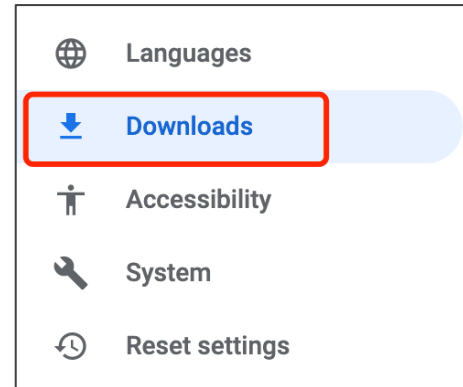 Languages
Downloads
Accessibility
System
Reset settings